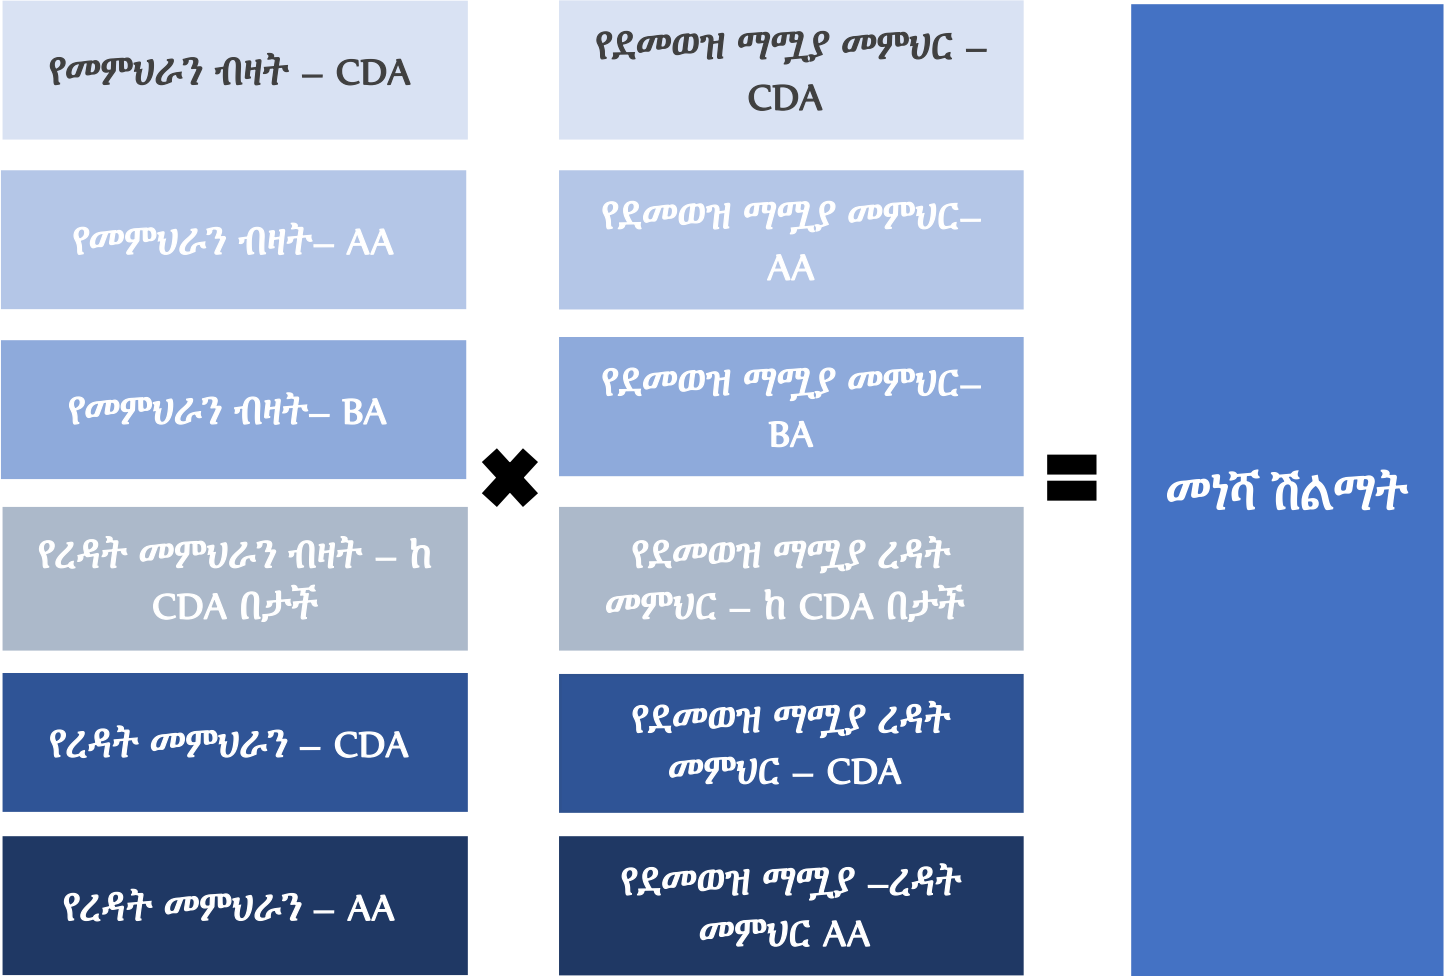 የመምህራን ብዛት – CDA
የደመወዝ ማሟያ መምህር –
CDA
የመምህራን ብዛት– AA
የደመወዝ ማሟያ መምህር–
AA
የመምህራን ብዛት– BA
የደመወዝ ማሟያ መምህር–
BA
የረዳት መምህራን ብዛት – ከ
CDA በታች
የደመወዝ ማሟያ ረዳት
መምህር – ከ CDA በታች
የረዳት መምህራን – CDA
የደመወዝ ማሟያ ረዳት
መምህር – CDA
የረዳት መምህራን – AA
የደመወዝ ማሟያ –ረዳት
መምህር AA
መነሻ ሽልማት